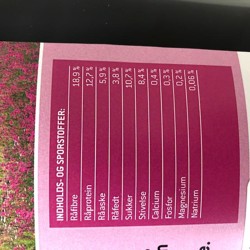 INDHOLDS- OG SPORSTOFFER:
Råfibre 18,9 %
Råprotein 12,7 %
Råaske 5,9 %
Råfedt 3,8 %
Sukker 10,7 %
Stivelse 8,4 %
Calcium 0,4 %
Fosfor 0,3 %
Magnesium 0,2 %
Natrium 0,06 %